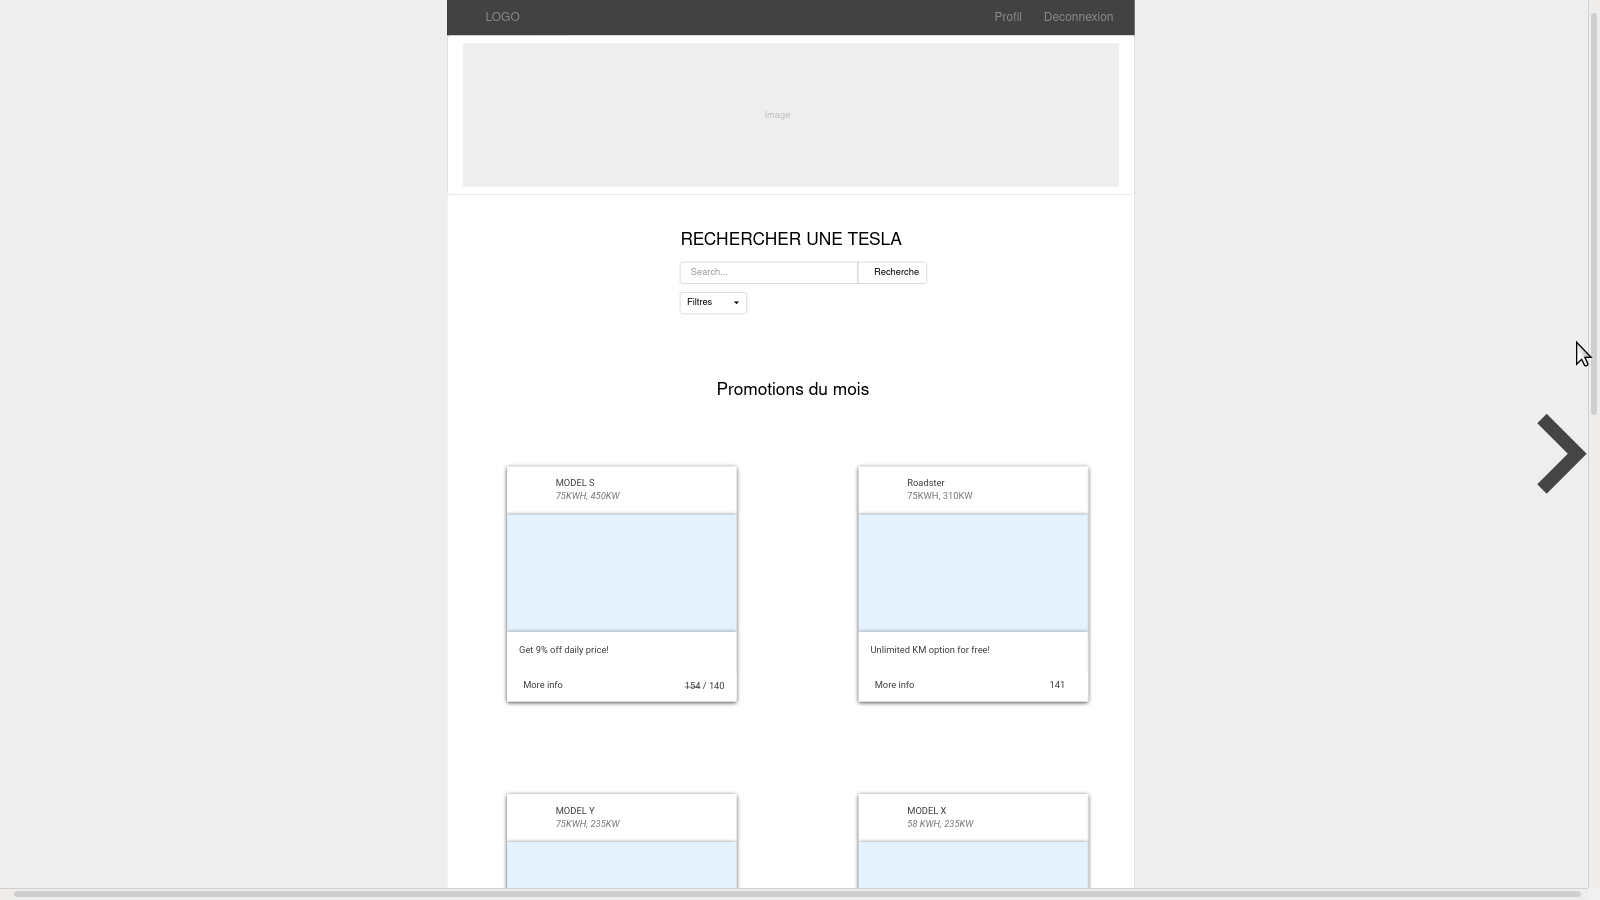 LOGO
Profil
Deconnexion
Image
RECHERCHER UNE TESLA
Search...
Recherche
Filtres
Promotions du mois
MODEL S
75KWH, 450KW
Get 9% off daily price!
More info
154 / 140
Roadster
75KWH, 310KW
Unlimited KM option for free!
More info
141
MODEL Y
75KWH, 235KW
MODEL X
58 KWH, 235KW